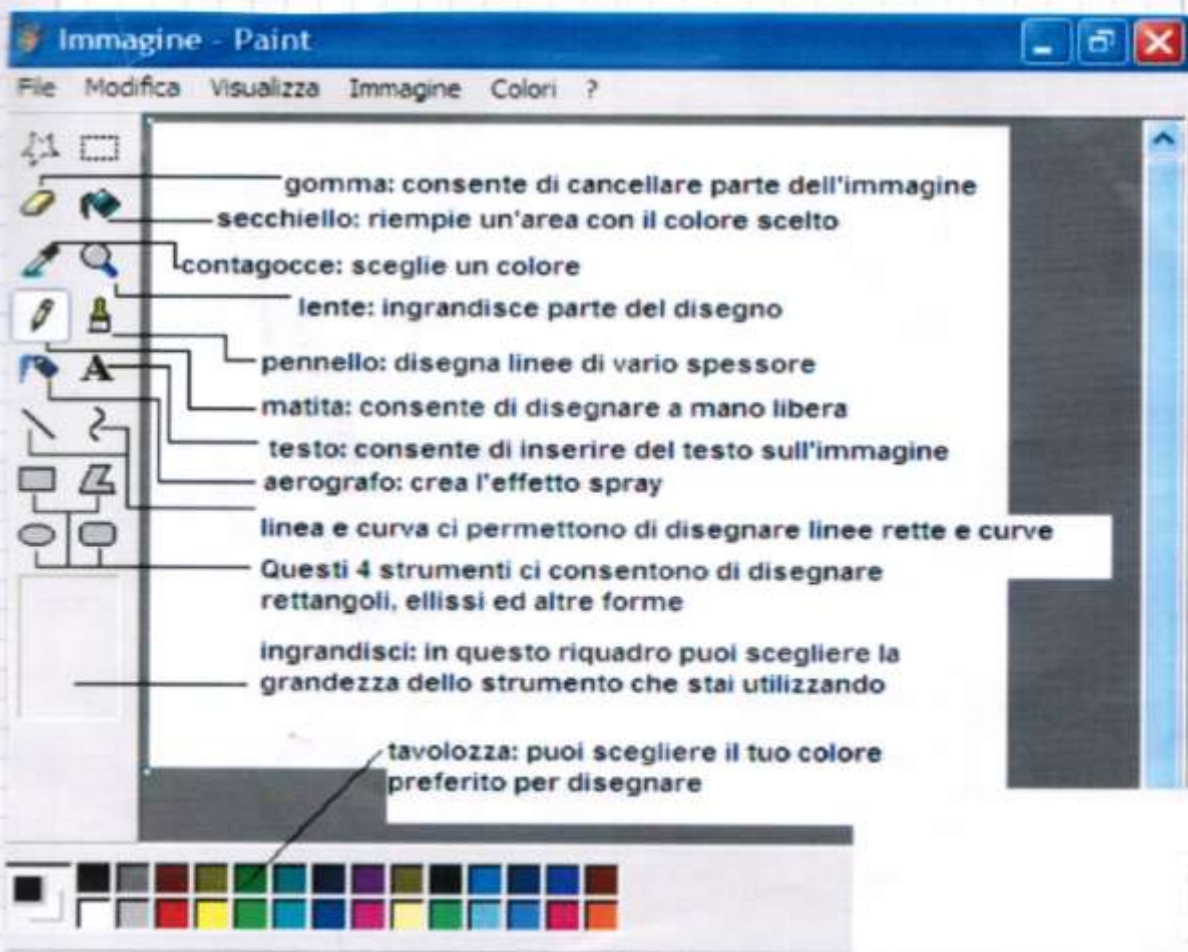 Immagine - Paint
File Modifica Visualizza Immagine Colori ?
gomma: consente di cancellare parte dell'immagine
secchiello: riempie un'area con il colore scelto
contagocce: sceglie un colore
lente: ingrandisce parte del disegno
pennello: disegna linee di vario spessore
A
matita: consente di disegnare a mano libera
testo: consente di inserire del testo sull'immagine
aerografo: crea l'effetto spray
linea e curva ci permettono di disegnare linee rette e curve
Questi 4 strumenti ci consentono di disegnare
rettangoli, ellissi ed altre forme
ingrandisci: in questo riquadro puoi scegliere la
grandezza dello strumento che stai utilizzando
tavolozza: puoi scegliere il tuo colore
preferito per disegnare